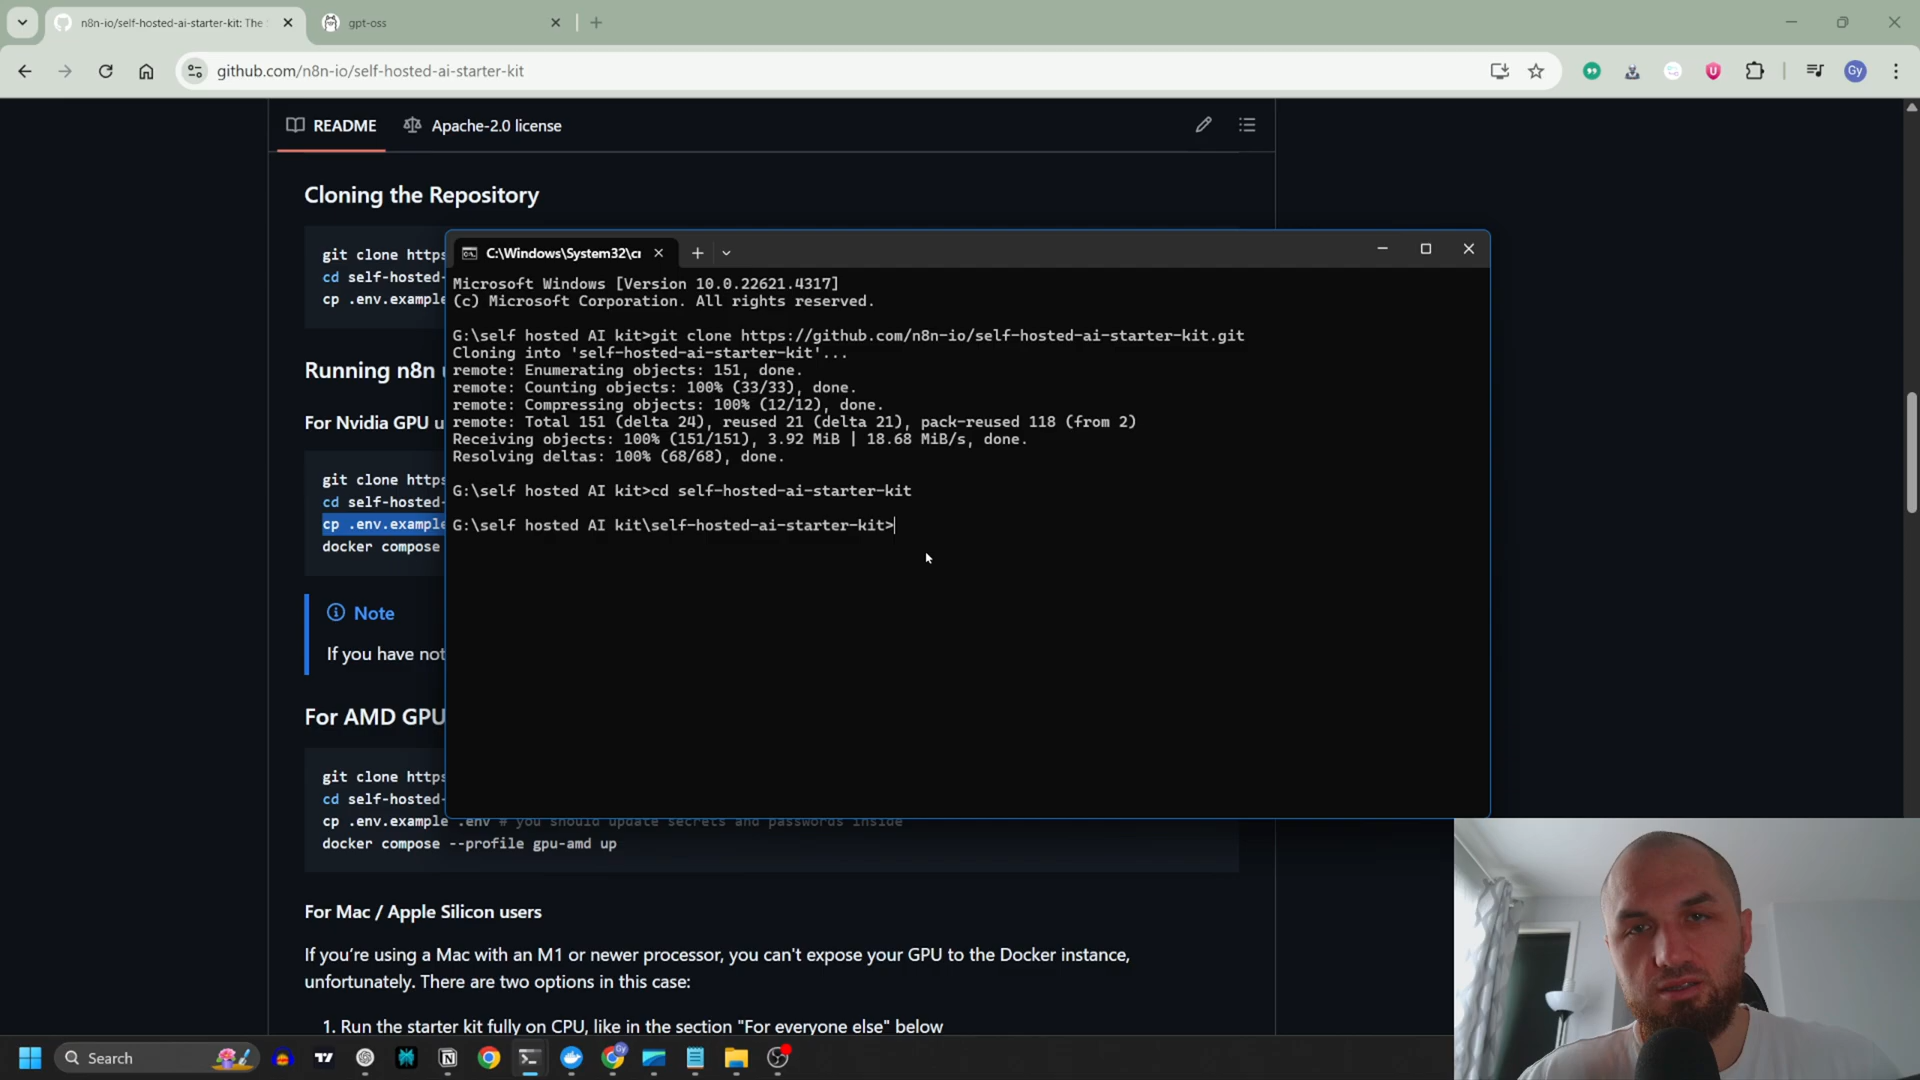 n8n-io/self-hosted-ai-starter-kit: The
gpt-oss
github.com/n8n-io/self-hosted-ai-starter-kit
Gy
README
Apache-2.0 license
Cloning the Repository
git clone https
cd self-hosted-
cp .env.example
Running n8n
For Nvidia GPU u
git clone https
cd self-hosted-
cp .env.example
docker compose
Note
If you have not
For AMD GPU
git clone https
cd self-hosted-
cp .env.example .env # you should update secrets and passwords inside
docker compose --profile gpu-amd up
For Mac / Apple Silicon users
If you’re using a Mac with an M1 or newer processor, you can't expose your GPU to the Docker instance,
unfortunately. There are two options in this case:
1. Run the starter kit fully on CPU, like in the section "For everyone else" below
C:\Windows\System32\c
Microsoft Windows [Version 10.0.22621.4317]
(c) Microsoft Corporation. All rights reserved.
G:\self hosted AI kit>git clone https://github.com/n8n-io/self-hosted-ai-starter-kit.git
Cloning into 'self-hosted-ai-starter-kit'...
remote: Enumerating objects: 151, done.
remote: Counting objects: 100% (33/33), done.
remote: Compressing objects: 100% (12/12), done.
remote: Total 151 (delta 24), reused 21 (delta 21), pack-reused 118 (from 2)
Receiving objects: 100% (151/151), 3.92 MiB | 18.68 MiB/s, done.
Resolving deltas: 100% (68/68), done.
G:\self hosted AI kit>cd self-hosted-ai-starter-kit
G:\self hosted AI kit\self-hosted-ai-starter-kit>
Search